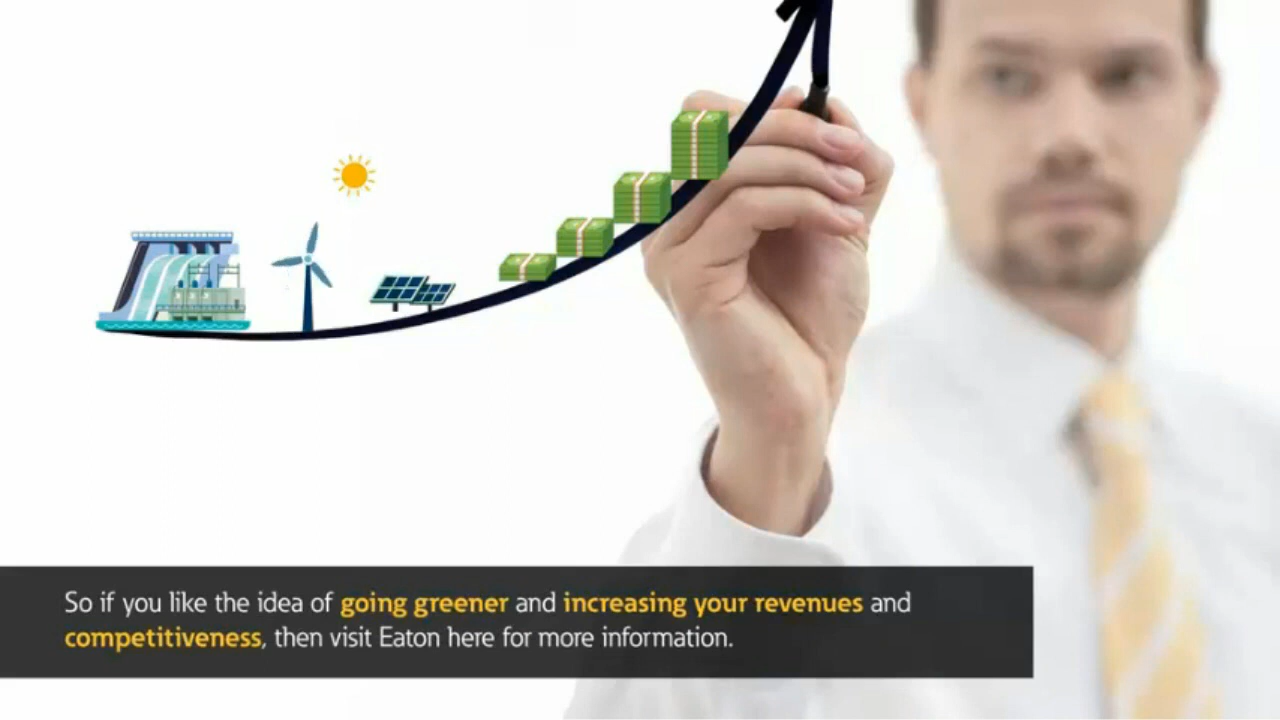 So if you like the idea of going greener and increasing your revenues and
competitiveness, then visit Eaton here for more information.